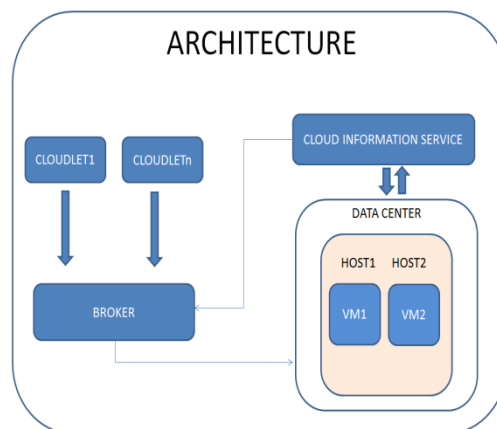 ARCHITECTURE
CLOUDLET1
CLOUDLETn
CLOUD INFORMATION SERVICE
DATA CENTER
HOST1 HOST2
VM1
VM2
BROKER